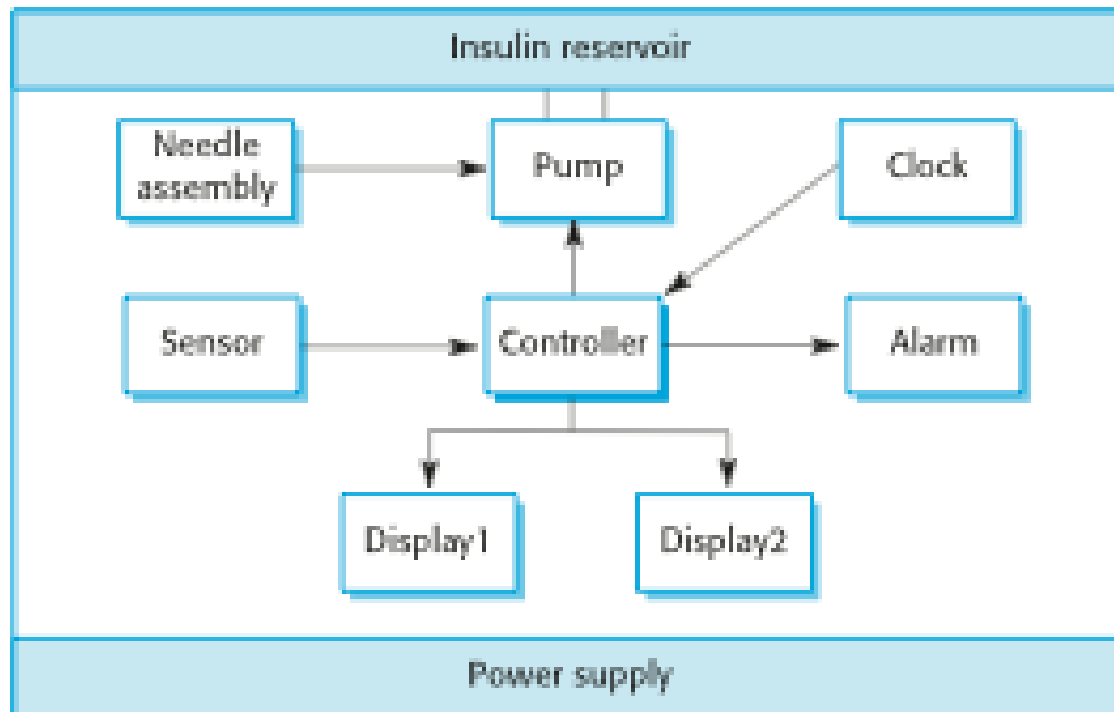 Insulin reservoir
Needle
assembly
Pump
Clock
Sensor
Controller
Alarm
Display1
Display2
Power supply